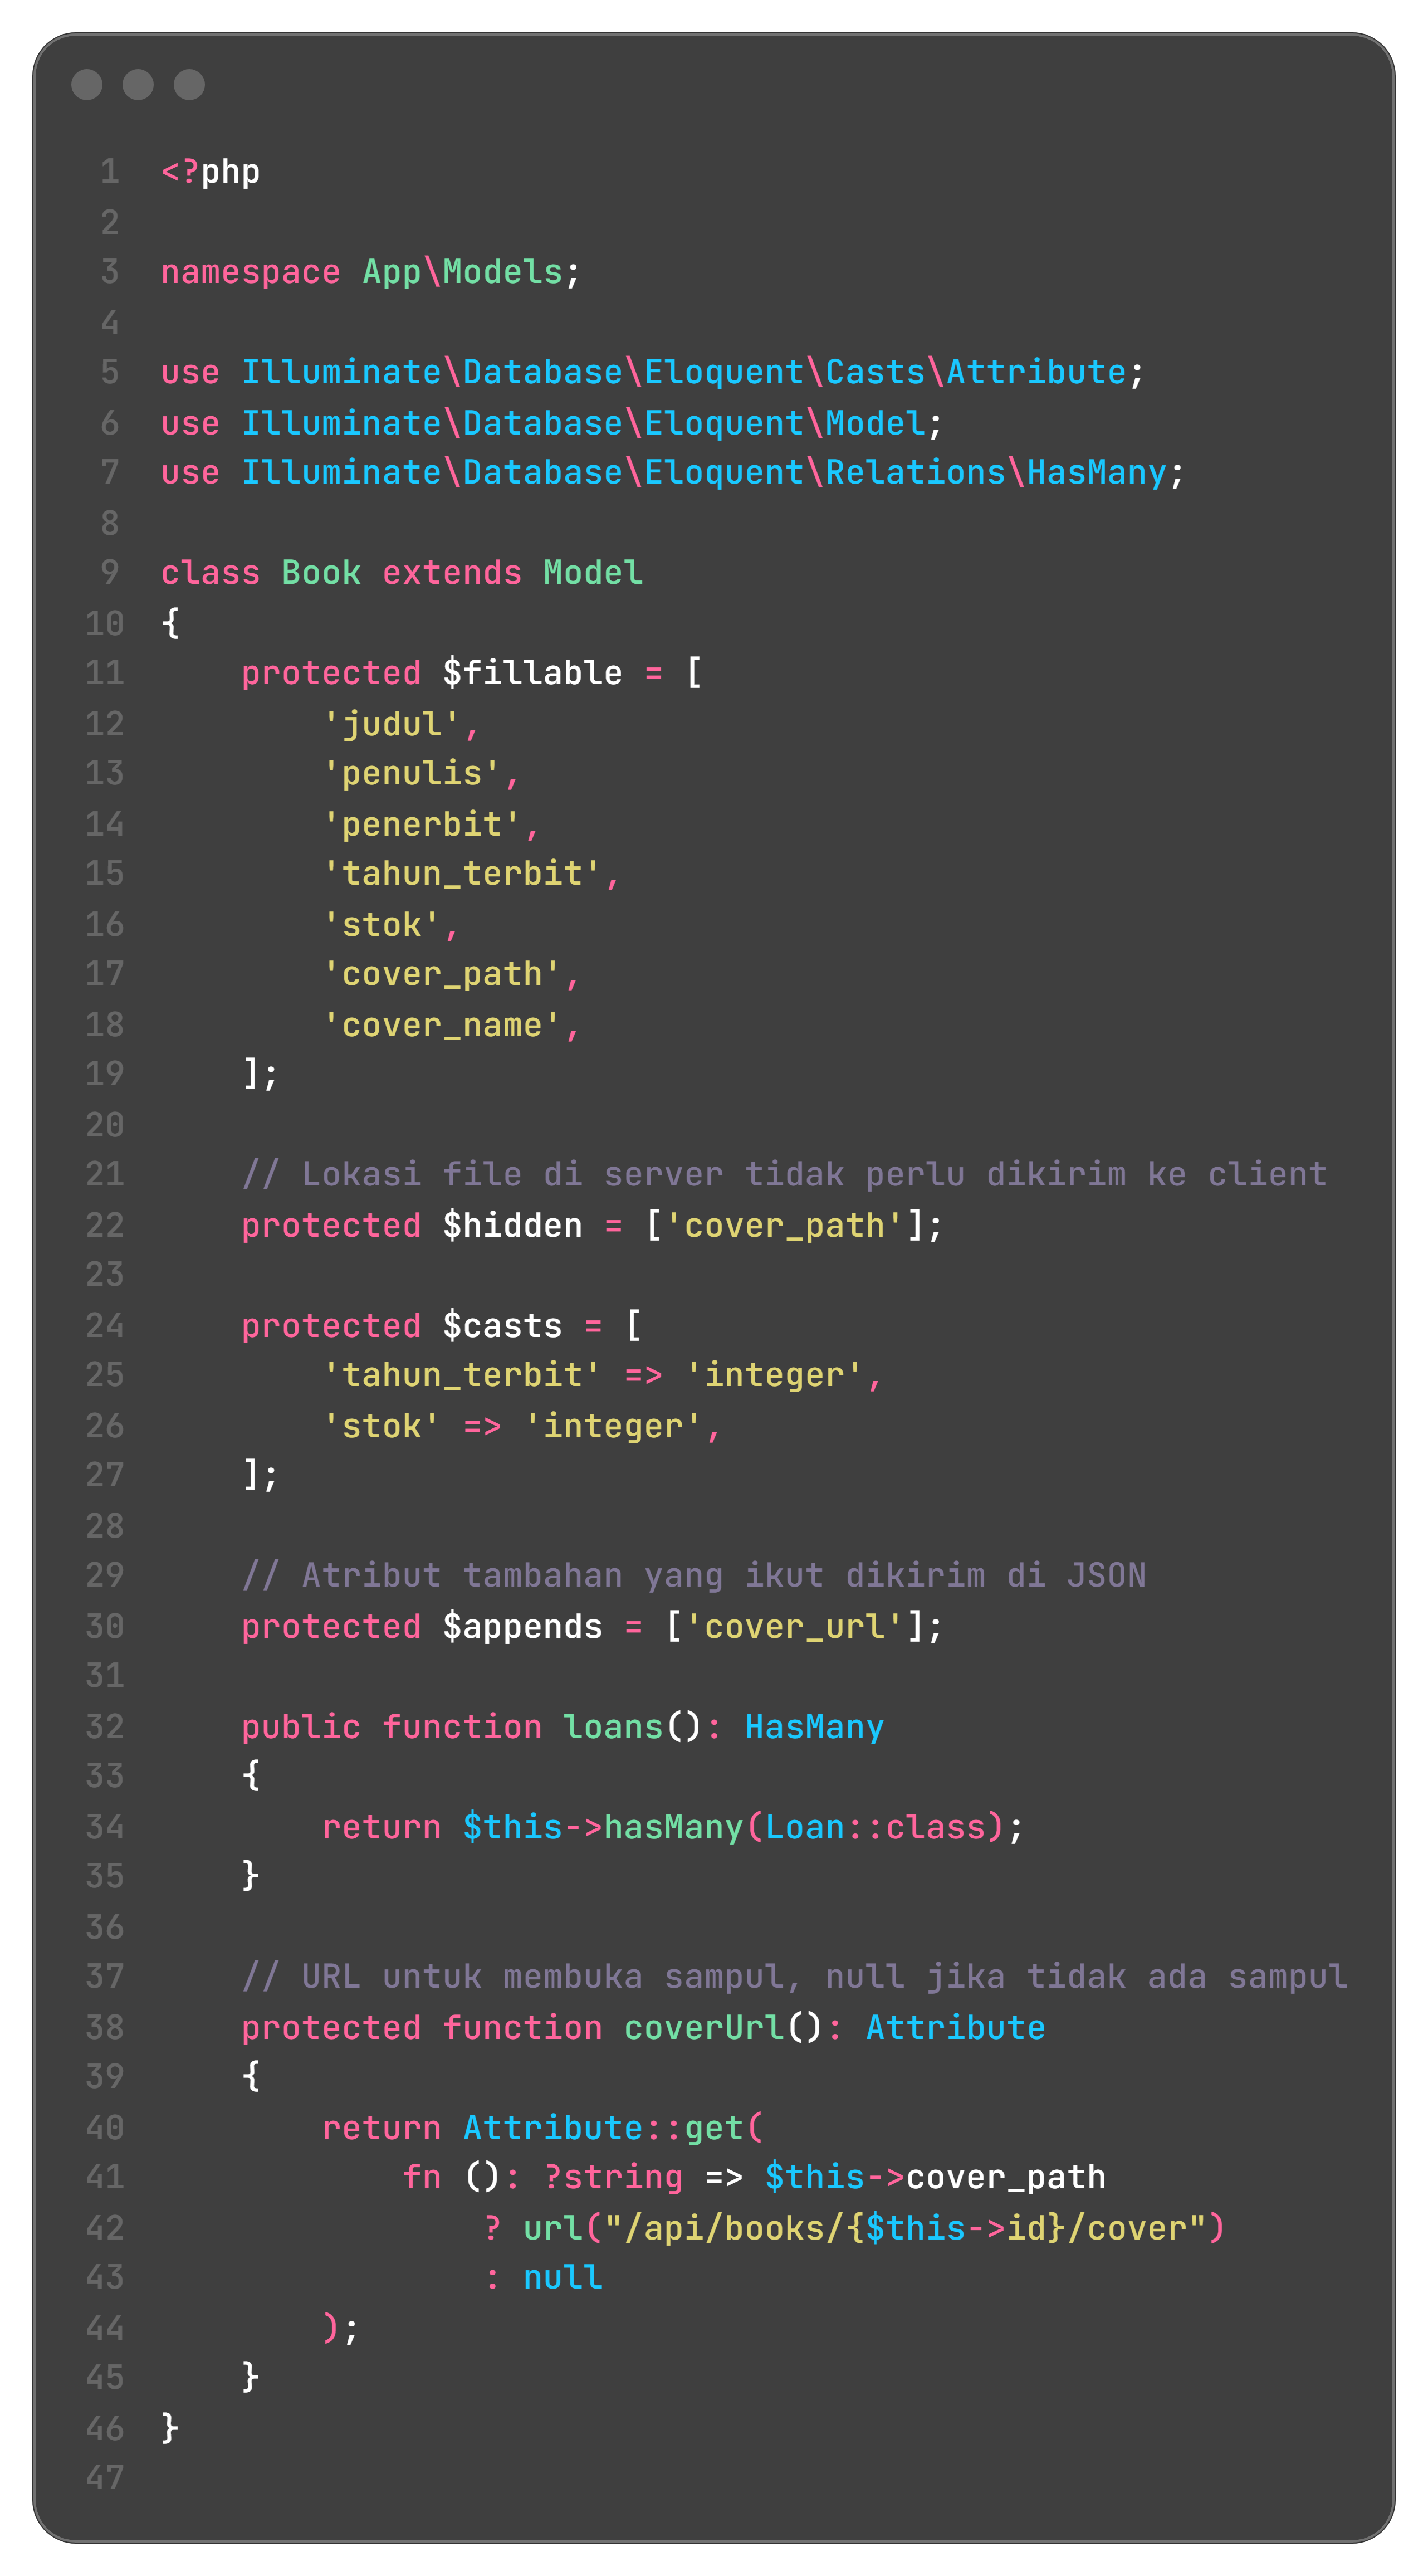 1 <?php
2
3 namespace App\Models;
4
5 use Illuminate\Database\Eloquent\Casts\Attribute;
6 use Illuminate\Database\Eloquent\Model;
7 use Illuminate\Database\Eloquent\Relations\HasMany;
8
9 class Book extends Model
10 {
11     protected $fillable = [
12         'judul',
13         'penulis',
14         'penerbit',
15         'tahun_terbit',
16         'stok',
17         'cover_path',
18         'cover_name',
19     ];
20
21     // Lokasi file di server tidak perlu dikirim ke client
22     protected $hidden = ['cover_path'];
23
24     protected $casts = [
25         'tahun_terbit' => 'integer',
26         'stok' => 'integer',
27     ];
28
29     // Atribut tambahan yang ikut dikirim di JSON
30     protected $appends = ['cover_url'];
31
32     public function loans(): HasMany
33     {
34         return $this->hasMany(Loan::class);
35     }
36
37     // URL untuk membuka sampul, null jika tidak ada sampul
38     protected function coverUrl(): Attribute
39     {
40         return Attribute::get(
41             fn (): ?string => $this->cover_path
42                 ? url("/api/books/{$this->id}/cover")
43                 : null
44         );
45     }
46 }
47